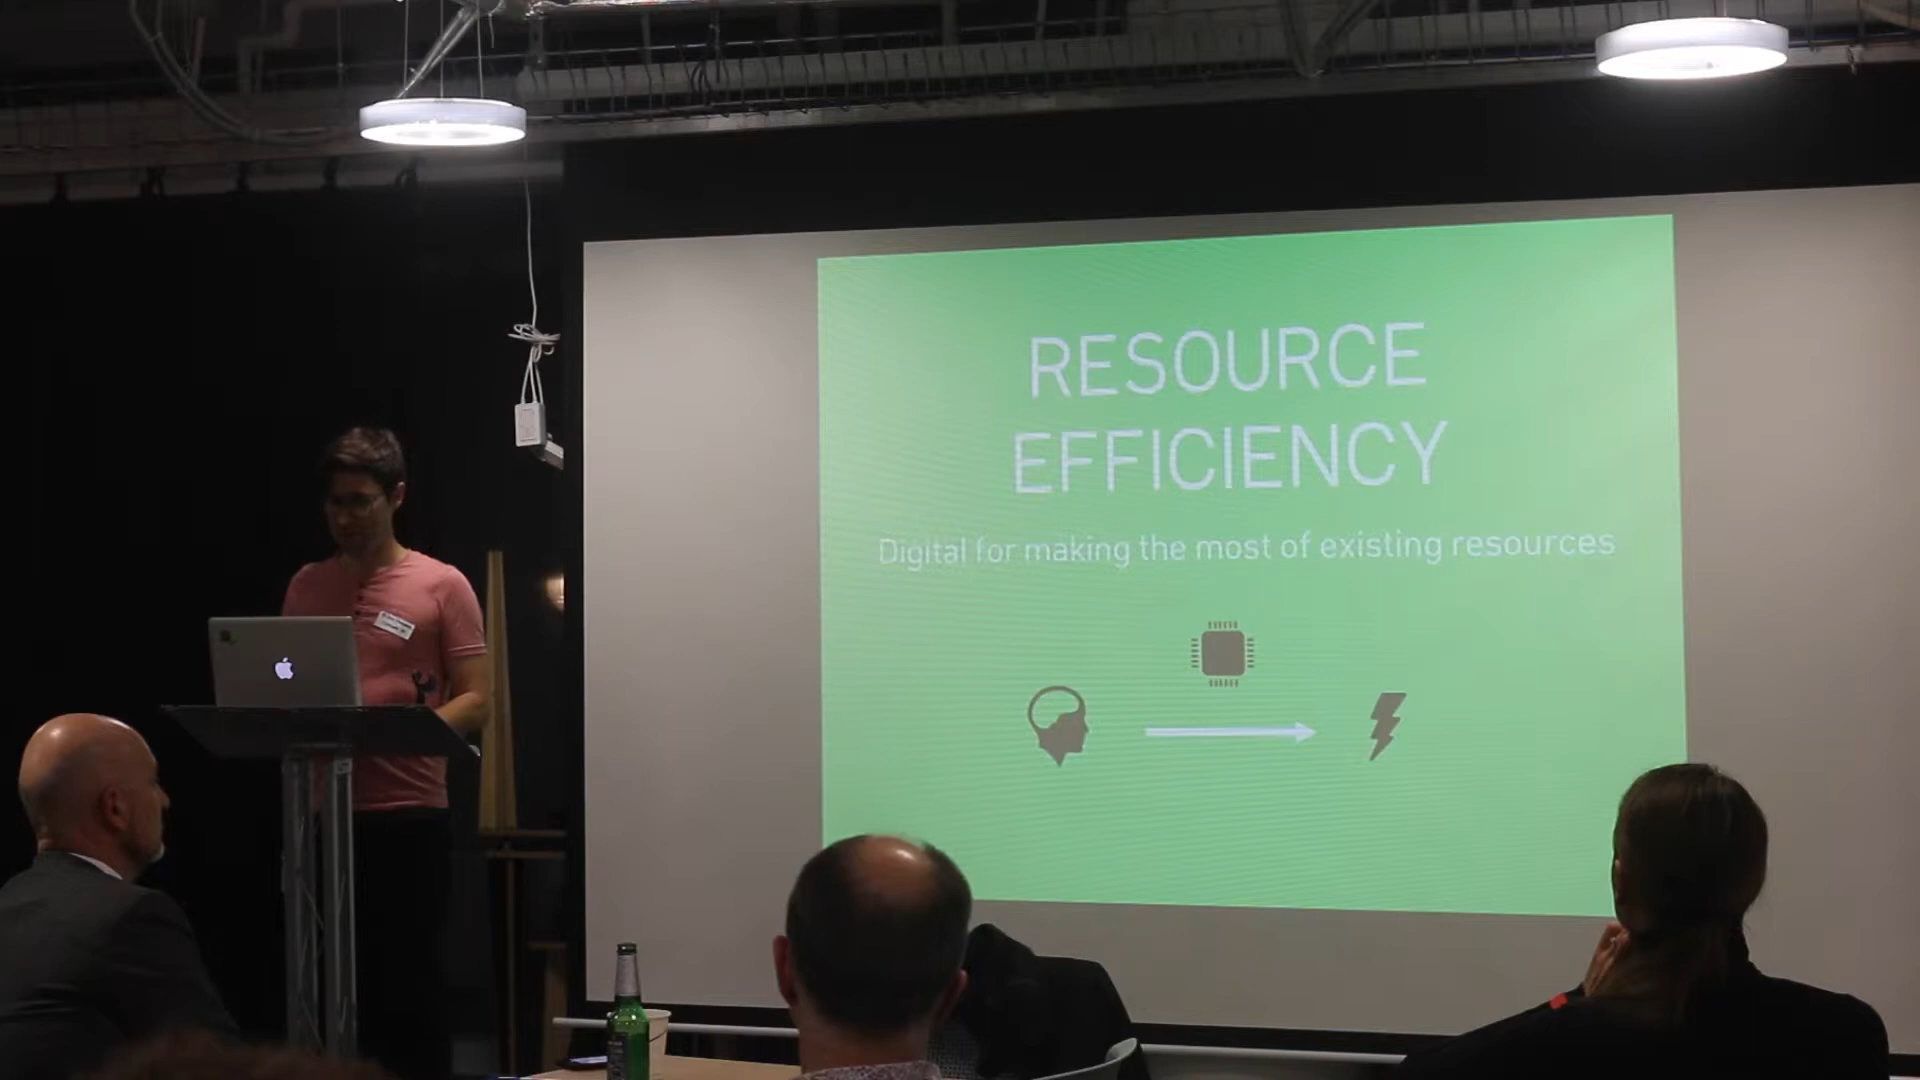 RESOURCE
EFFICIENCY
Digital for making the most of existing resources